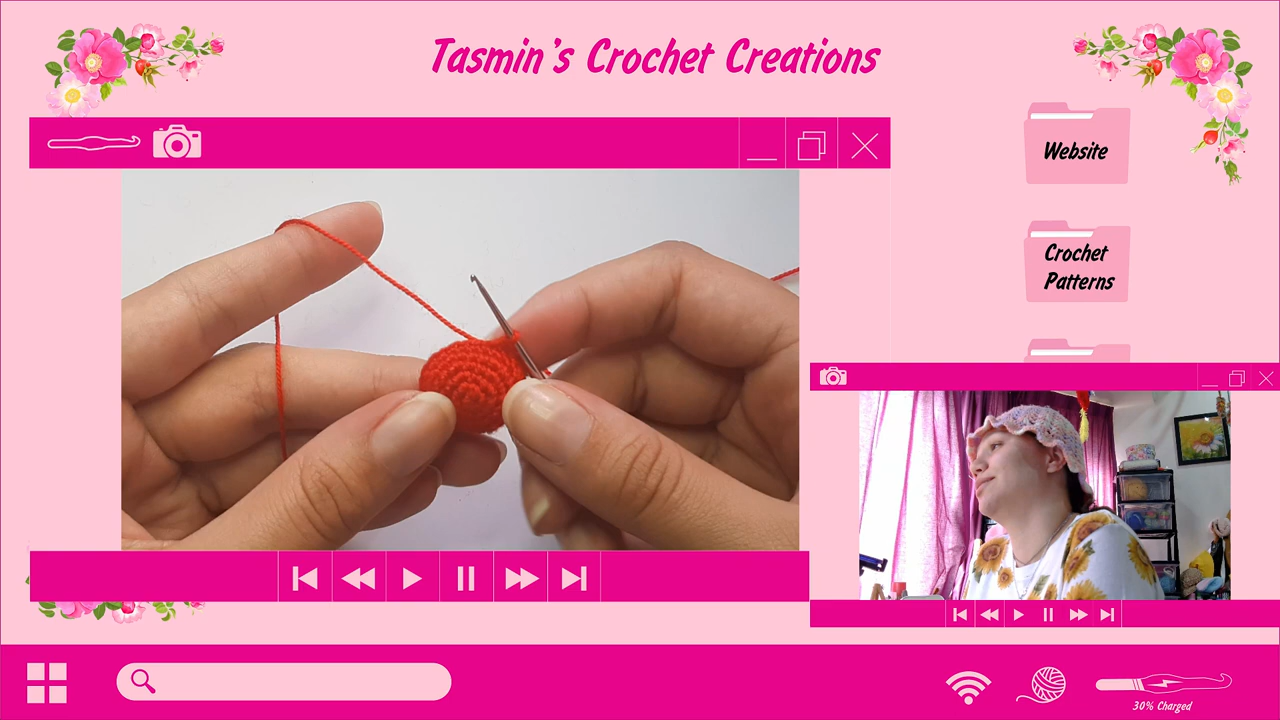 Tasmin's Crochet Creations
Website
Crochet
Patterns
30% Charged